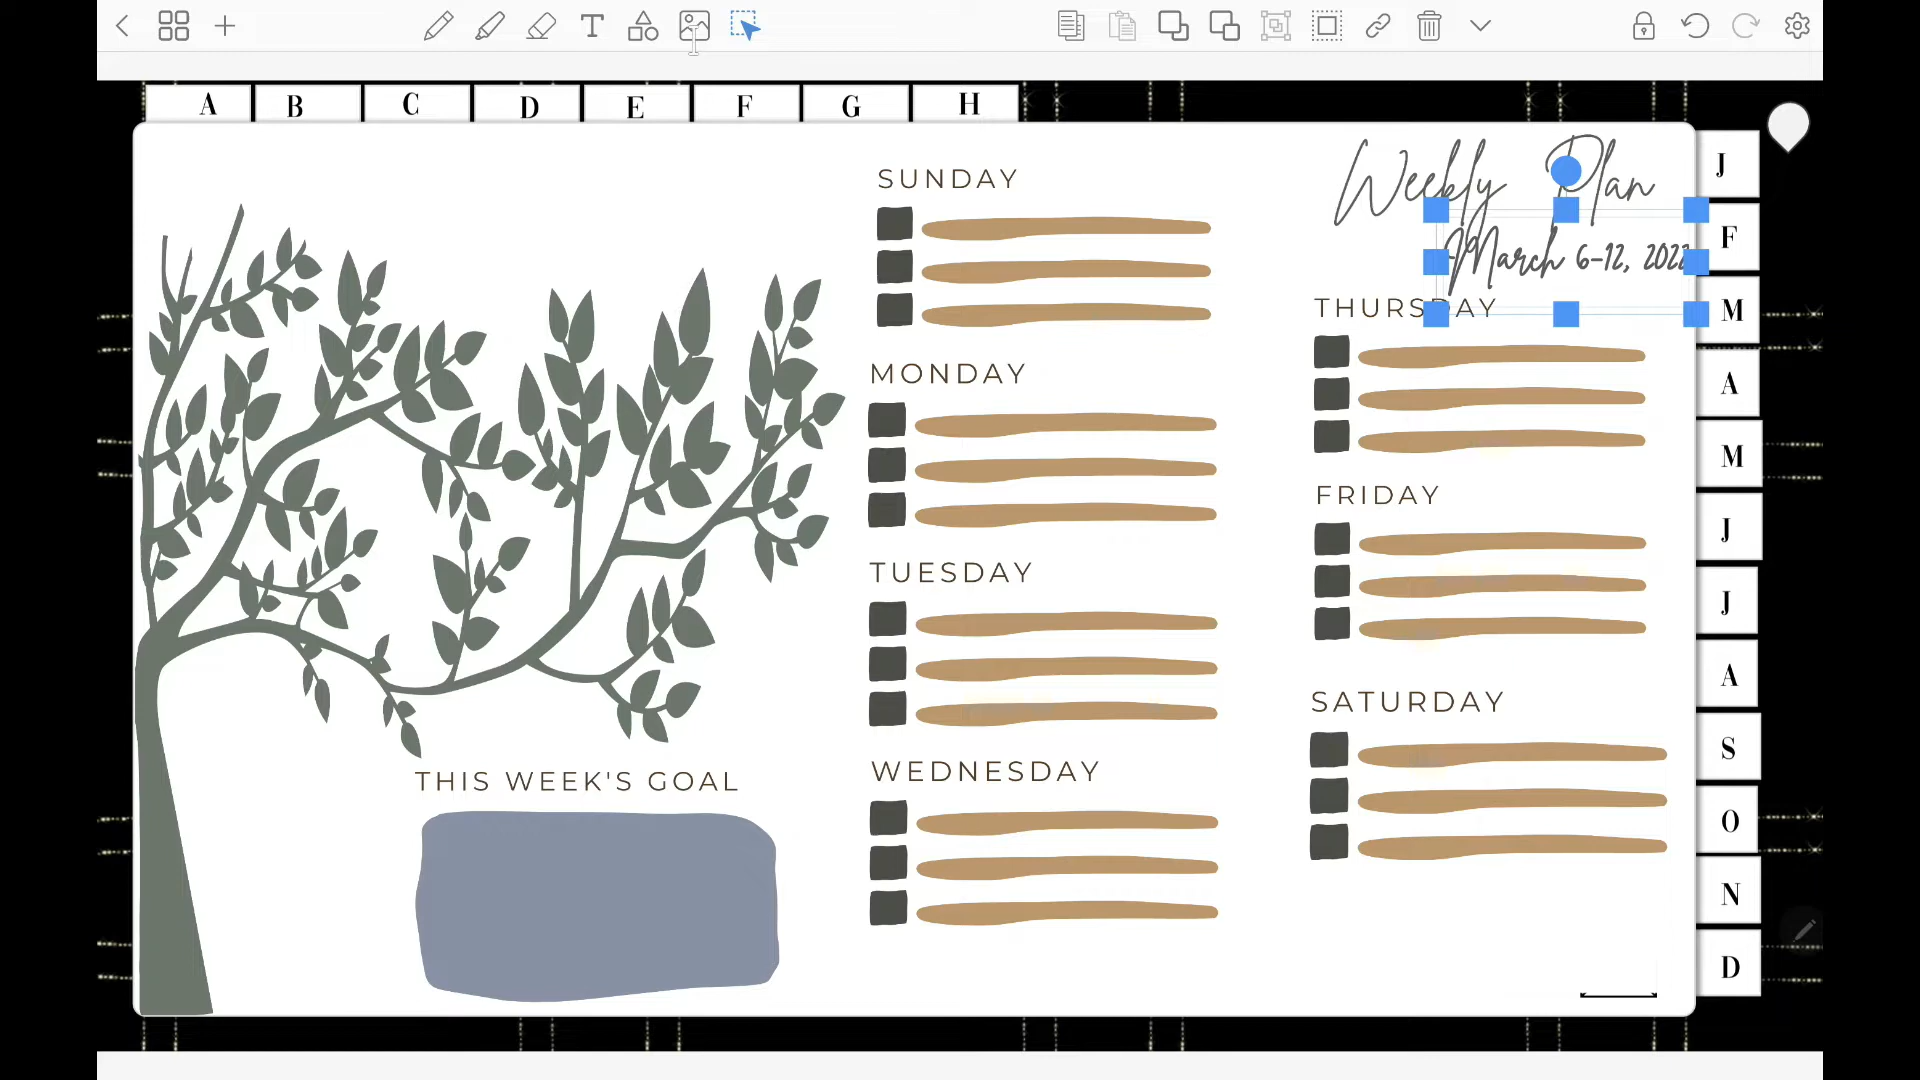 A B C D E F G H
Weekly Plan
March 6-12, 2022
SUNDAY
MONDAY
TUESDAY
WEDNESDAY
THURSDAY
FRIDAY
SATURDAY
THIS WEEK'S GOAL
J
F
M
A
M
J
J
A
S
O
N
D